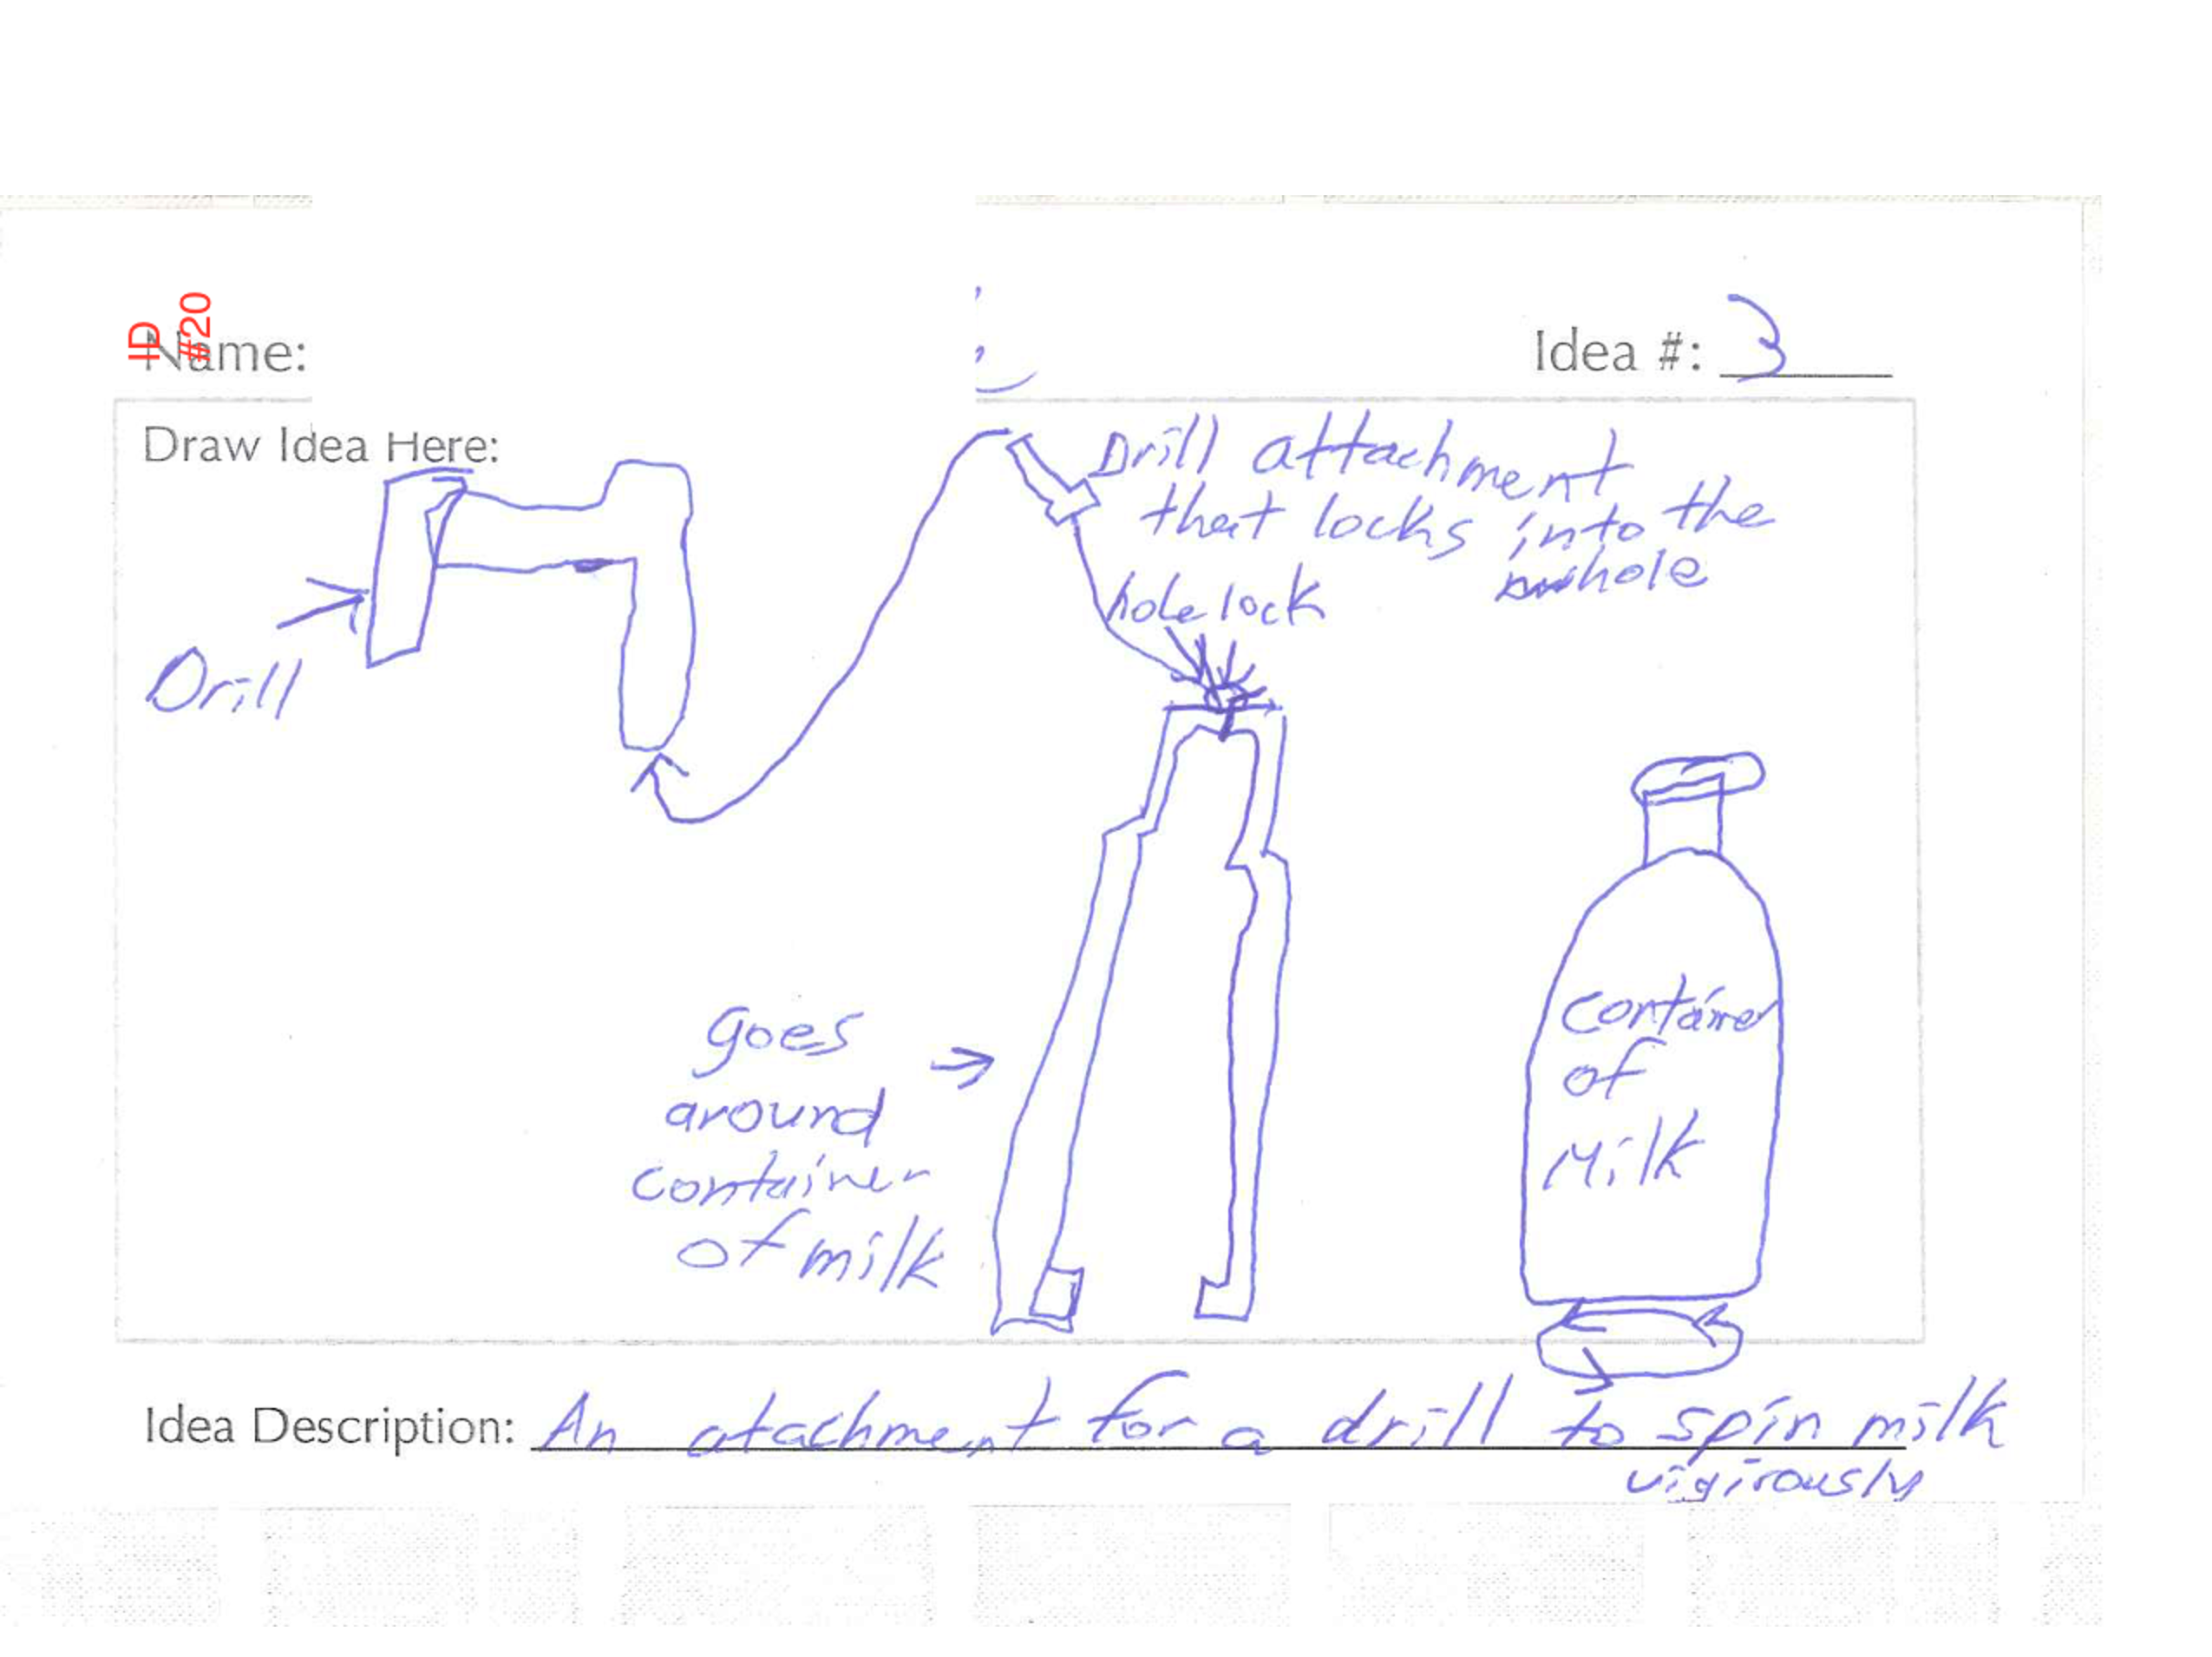 ID
#20
Name:
Idea #: 3
Draw Idea Here:
Drill attachment
that locks into the
hole
hole lock
Drill
goes
around
container
of milk
container
of
Milk
Idea Description: An atachment for a drill to spin milk
vigirously